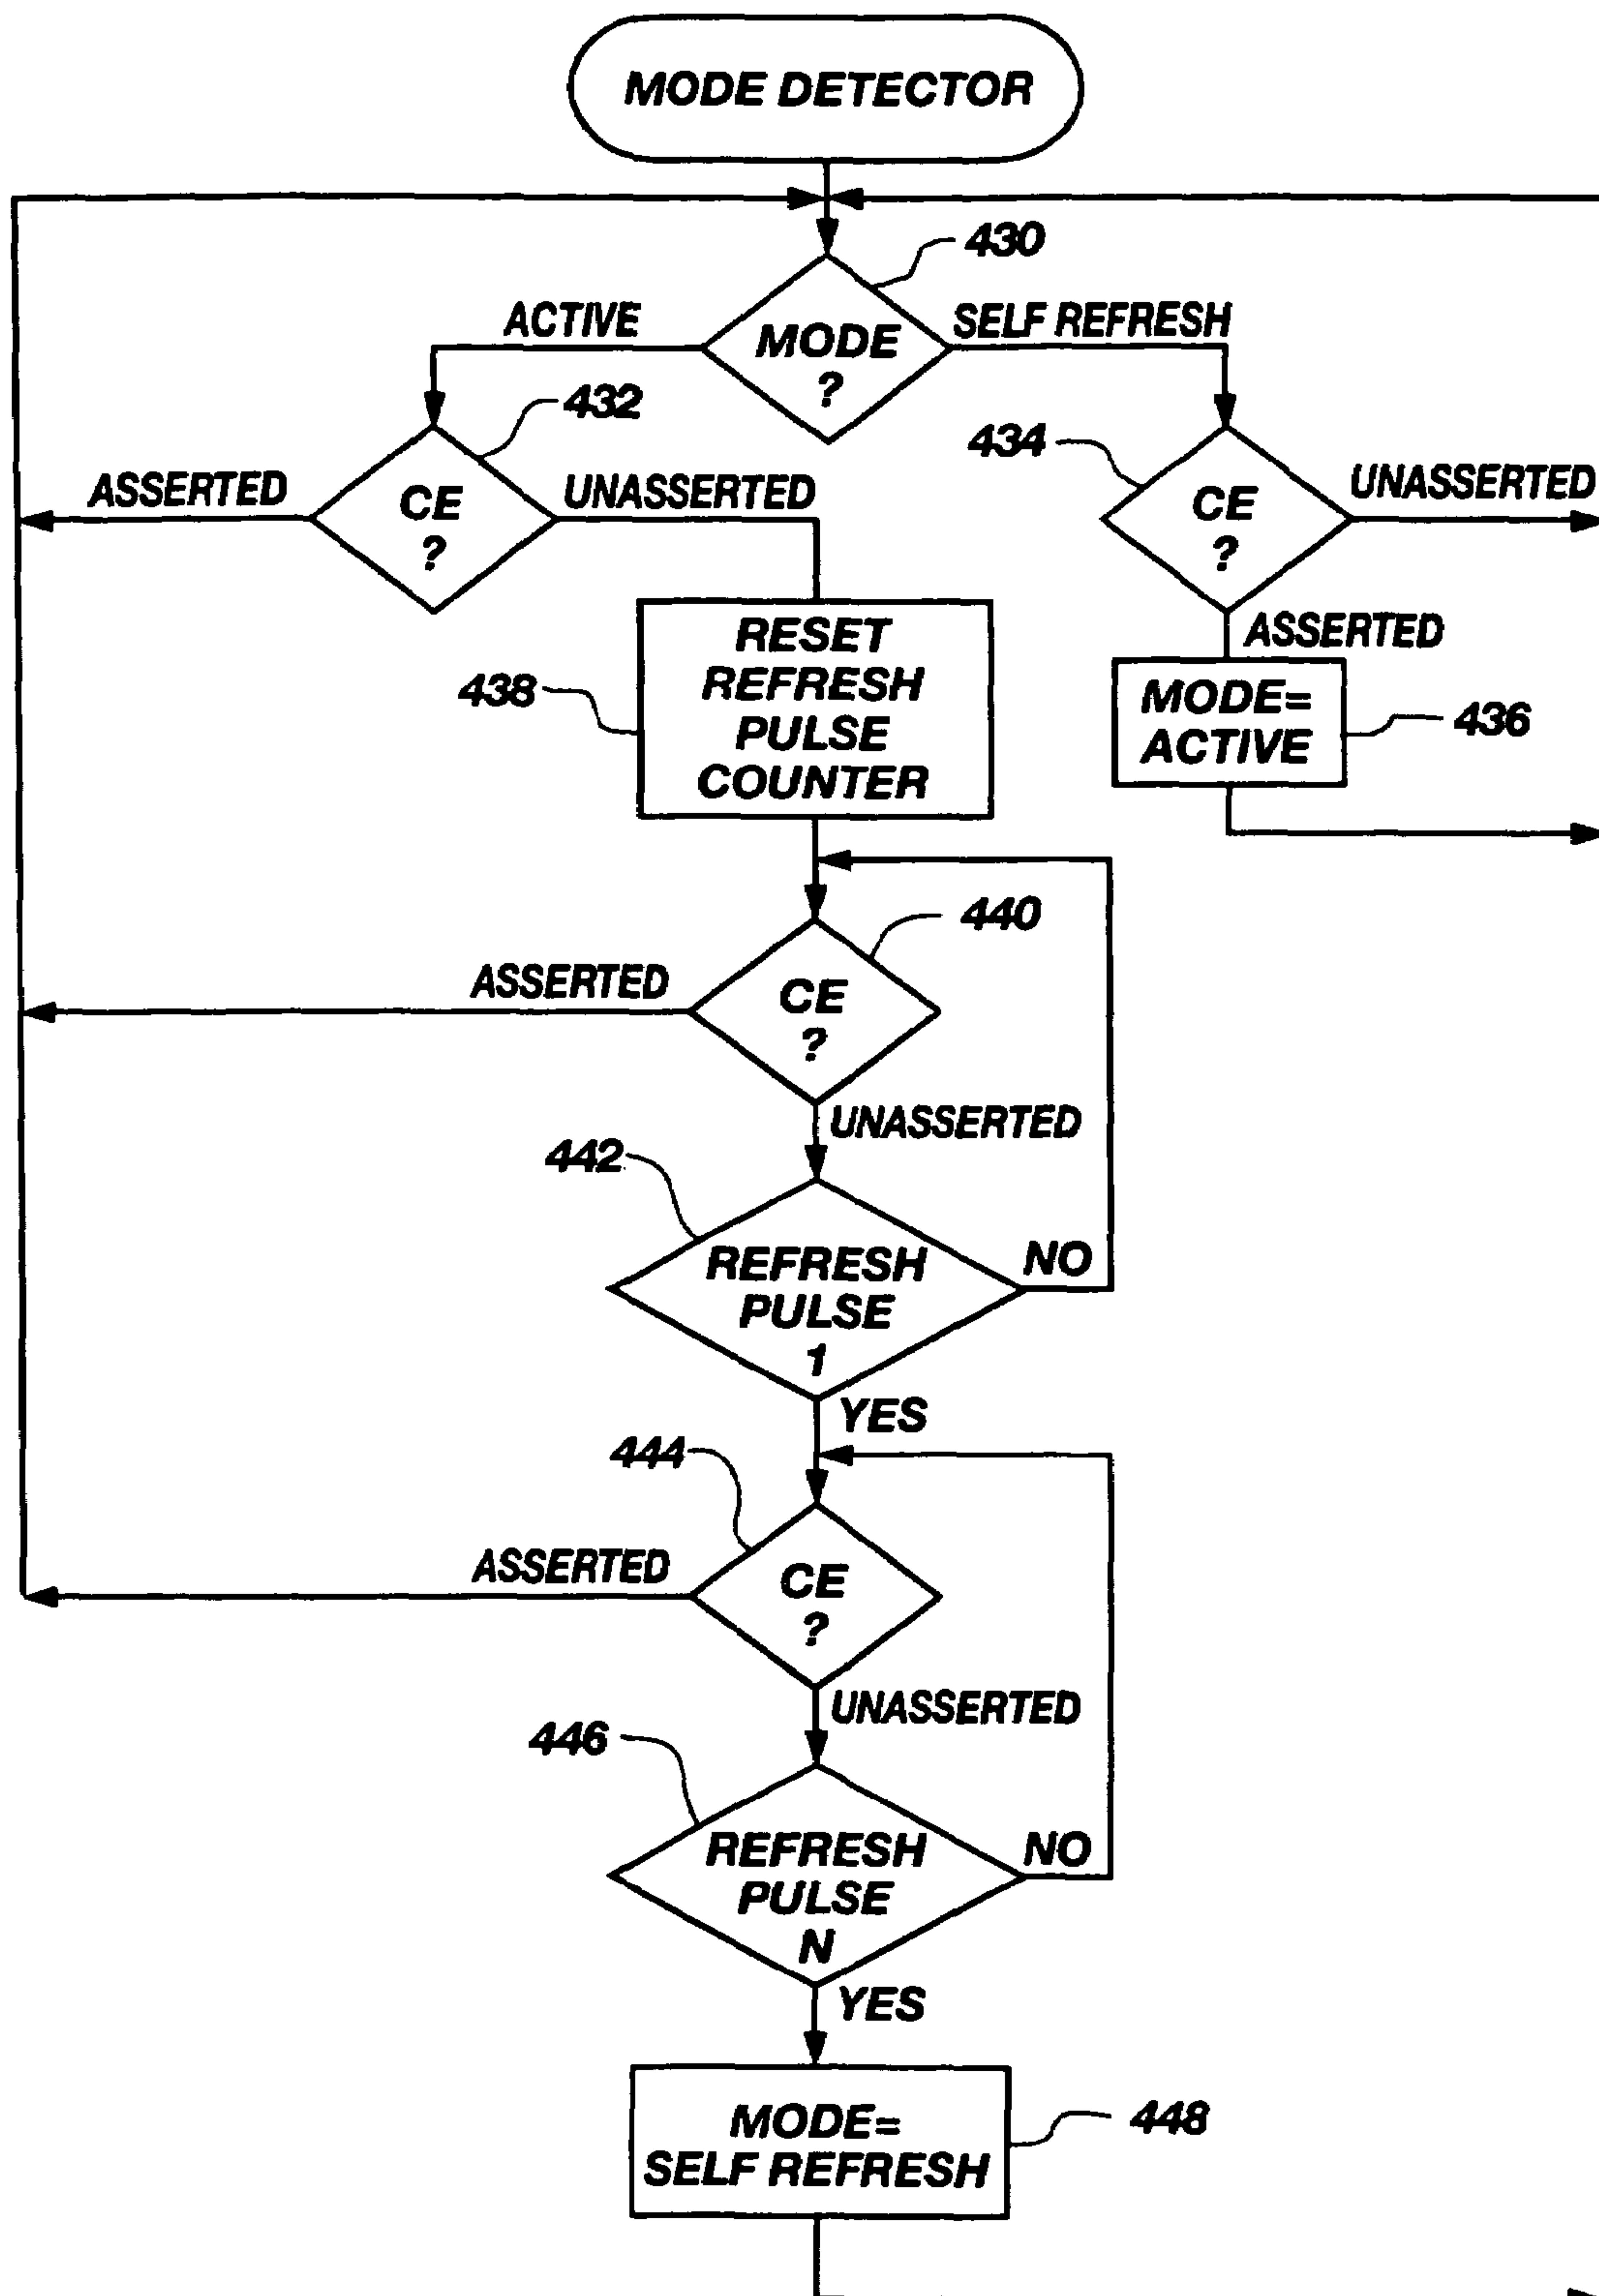 MODE DETECTOR
430
ACTIVE
MODE
?
SELF REFRESH
432
434
ASSERTED
CE
?
UNASSERTED
CE
?
UNASSERTED
ASSERTED
438
RESET
REFRESH
PULSE
COUNTER
MODE=
ACTIVE
436
440
ASSERTED
CE
?
UNASSERTED
442
REFRESH
PULSE
1
NO
YES
444
ASSERTED
CE
?
UNASSERTED
446
REFRESH
PULSE
N
NO
YES
MODE=
SELF REFRESH
448